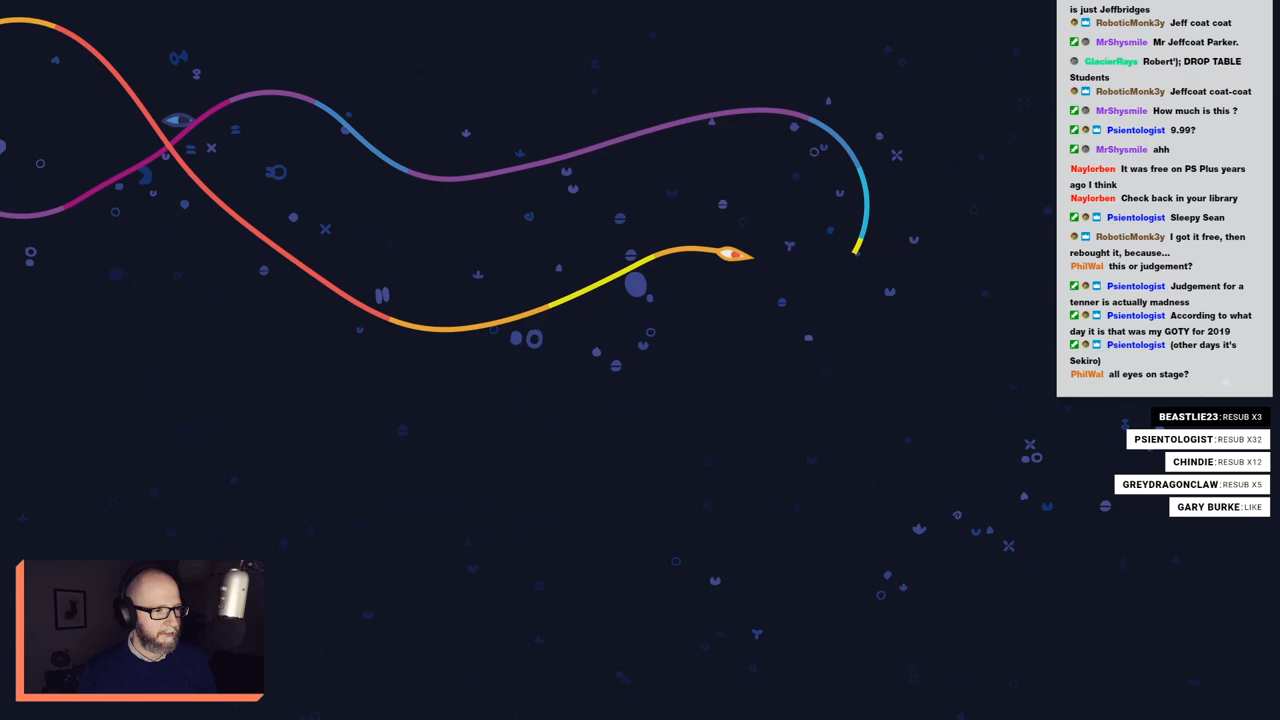 is just Jeffbridges
RoboticMonk3y Jeff coat coat
MrShysmile Mr Jeffcoat Parker.
GlacierRays Robert'); DROP TABLE
Students
RoboticMonk3y Jeffcoat coat-coat
MrShysmile How much is this ?
Psientologist 9.99?
MrShysmile ahh
Naylorben It was free on PS Plus years
ago I think
Naylorben Check back in your library
Psientologist Sleepy Sean
RoboticMonk3y I got it free, then
repurchased it, because...
PhilWal this or judgement?
Psientologist Judgement for a
tenner is actually madness
Psientologist According to what
day it is that was my GOTY for 2019
Psientologist (other days it's
Sekiro)
PhilWal all eyes on stage?
BEASTLIE23: RESUB X3
PSIENTOLOGIST: RESUB X32
CHINDIE: RESUB X12
GREYDRAGONCLAW: RESUB X5
GARY BURKE: LIKE